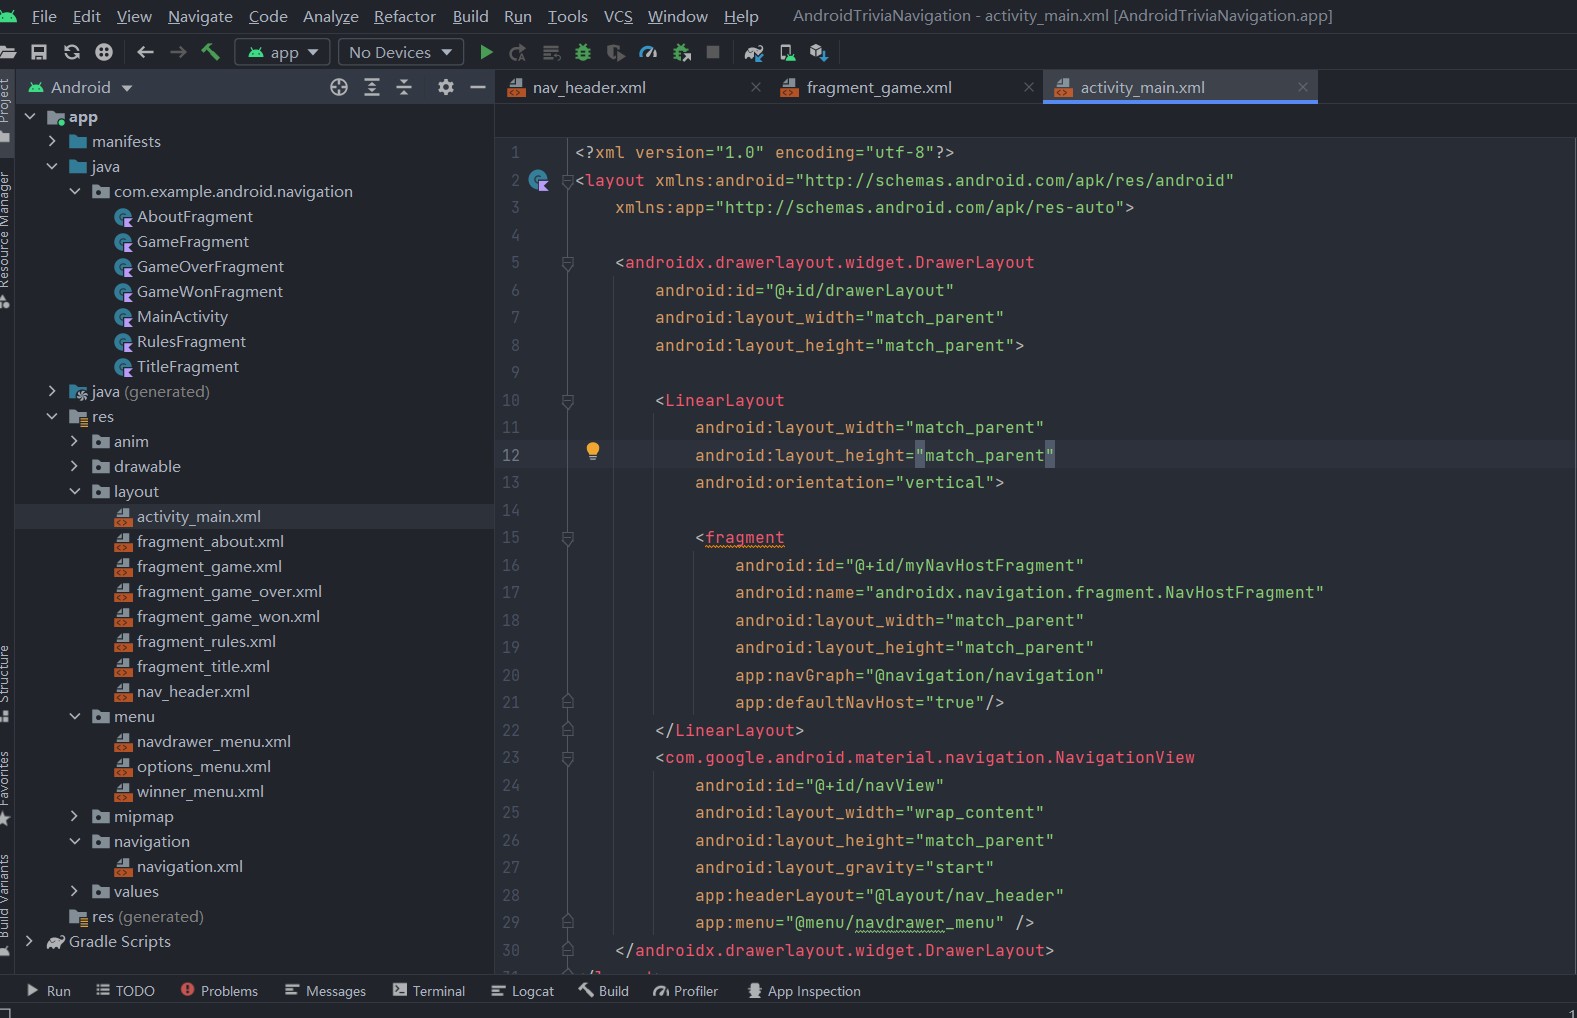 File Edit View Navigate Code Analyze Refactor Build Run Tools VCS Window Help AndroidTriviaNavigation - activity_main.xml [AndroidTriviaNavigation.app]
app No Devices
Project
Resource Manager
Structure
Favorites
Build Variants
Android
app
manifests
java
com.example.android.navigation
AboutFragment
GameFragment
GameOverFragment
GameWonFragment
MainActivity
RulesFragment
TitleFragment
java (generated)
res
anim
drawable
layout
activity_main.xml
fragment_about.xml
fragment_game.xml
fragment_game_over.xml
fragment_game_won.xml
fragment_rules.xml
fragment_title.xml
nav_header.xml
menu
navdrawer_menu.xml
options_menu.xml
winner_menu.xml
mipmap
navigation
navigation.xml
values
res (generated)
Gradle Scripts
nav_header.xml fragment_game.xml activity_main.xml
1 <?xml version="1.0" encoding="utf-8"?>
2 <layout xmlns:android="http://schemas.android.com/apk/res/android"
3 xmlns:app="http://schemas.android.com/apk/res-auto">
4
5 <androidx.drawerlayout.widget.DrawerLayout
6 android:id="@+id/drawerLayout"
7 android:layout_width="match_parent"
8 android:layout_height="match_parent">
9
10 <LinearLayout
11 android:layout_width="match_parent"
12 android:layout_height="match_parent"
13 android:orientation="vertical">
14
15 <fragment
16 android:id="@+id/myNavHostFragment"
17 android:name="androidx.navigation.fragment.NavHostFragment"
18 android:layout_width="match_parent"
19 android:layout_height="match_parent"
20 app:navGraph="@navigation/navigation"
21 app:defaultNavHost="true"/>
22 </LinearLayout>
23 <com.google.android.material.navigation.NavigationView
24 android:id="@+id/navView"
25 android:layout_width="wrap_content"
26 android:layout_height="match_parent"
27 android:layout_gravity="start"
28 app:headerLayout="@layout/nav_header"
29 app:menu="@menu/navdrawer_menu" />
30 </androidx.drawerlayout.widget.DrawerLayout>
Run TODO Problems Messages Terminal Logcat Build Profiler App Inspection